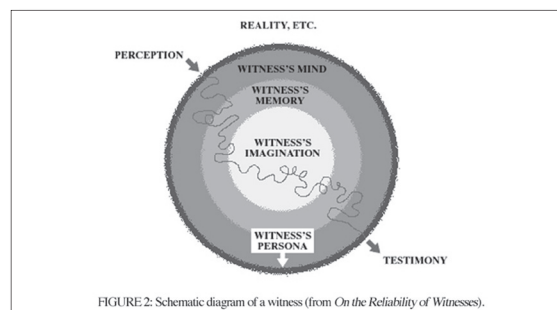 REALITY, ETC.
PERCEPTION
WITNESS'S MIND
WITNESS'S
MEMORY
WITNESS'S
IMAGINATION
WITNESS'S
PERSONA
TESTIMONY
FIGURE 2: Schematic diagram of a witness (from On the Reliability of Witnesses).